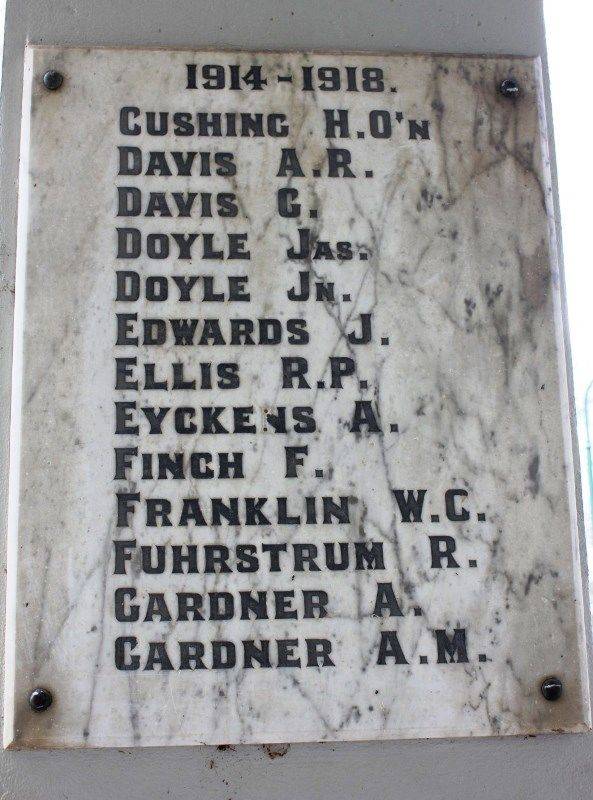 1914-1918.
CUSHING H.O'N
DAVIS A.R.
DAVIS G.
DOYLE JAS.
DOYLE JN.
EDWARDS J.
ELLIS R.P.
EYCKENS A.
FINCH F.
FRANKLIN W.G.
FUHRSTRUM R.
GARDNER A.
GARDNER A.M.